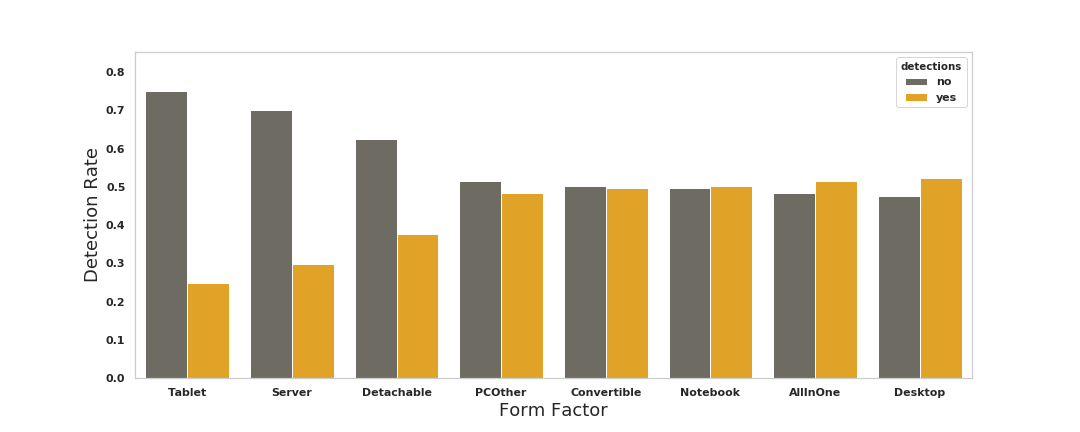 detections
no
yes
Detection Rate
0.8
0.7
0.6
0.5
0.4
0.3
0.2
0.1
0.0
Tablet Server Detachable PCOther Convertible Notebook AllInOne Desktop
Form Factor